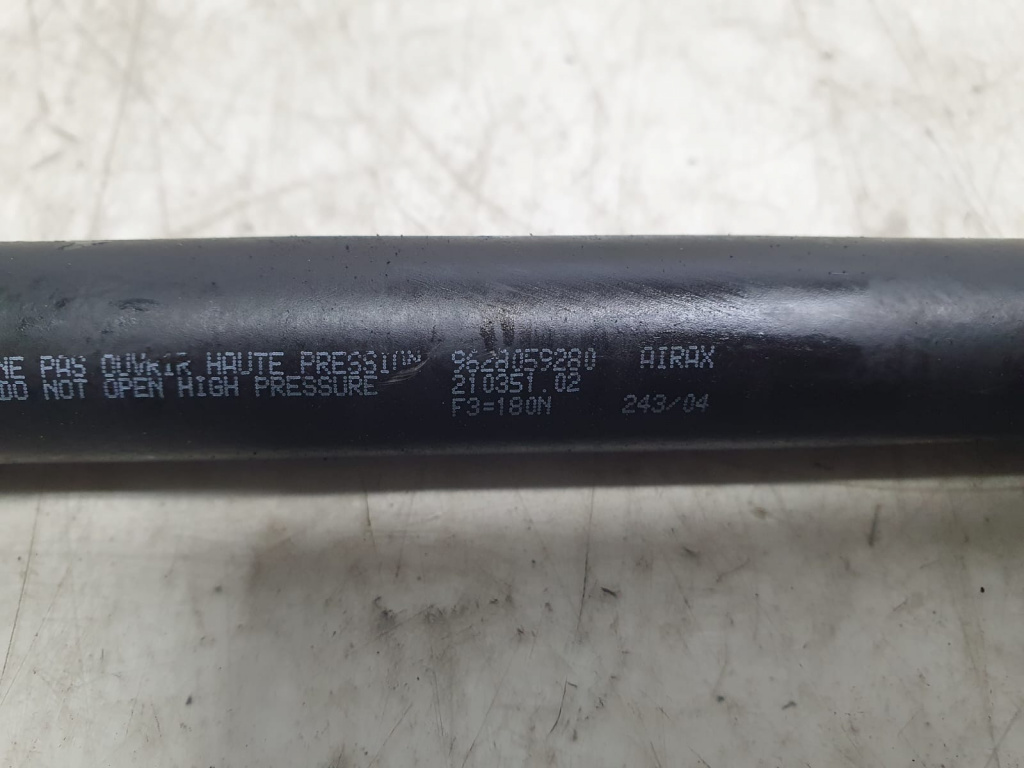 NE PAS OUVRIR HAUTE PRESSION 9628059280 AIRAX
DO NOT OPEN HIGH PRESSURE 210351.02
F3=180N 243/04